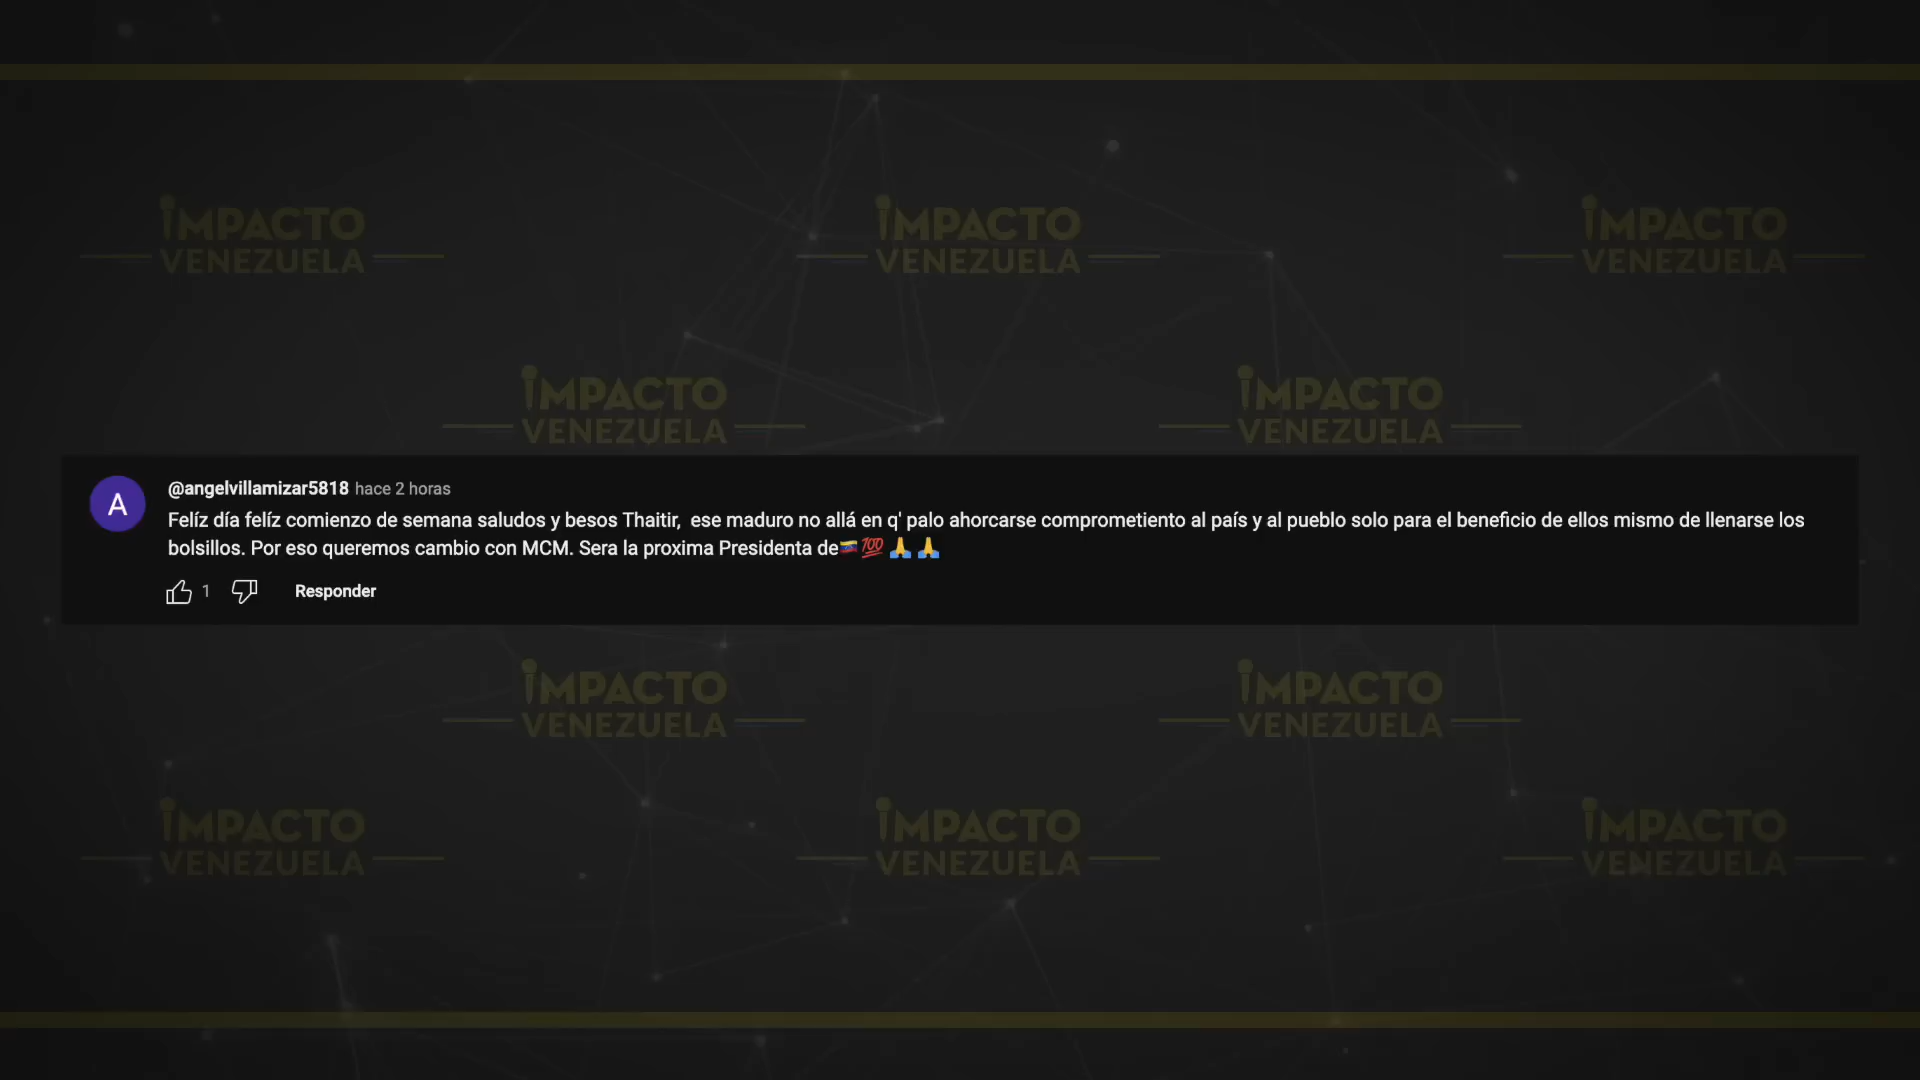 IMPACTO IMPACTO IMPACTO
VENEZUELA VENEZUELA VENEZUELA
IMPACTO IMPACTO
VENEZUELA VENEZUELA
A
@angelvillamizar5818 hace 2 horas
Felíz día felíz comienzo de semana saludos y besos Thaitir, ese maduro no allá en q' palo ahorcarse comprometiento al país y al pueblo solo para el beneficio de ellos mismo de llenarse los
bolsillos. Por eso queremos cambio con MCM. Sera la proxima Presidenta de🇻🇪💯🙏🙏
1 Responder
IMPACTO IMPACTO
VENEZUELA VENEZUELA
IMPACTO IMPACTO IMPACTO
VENEZUELA VENEZUELA VENEZUELA